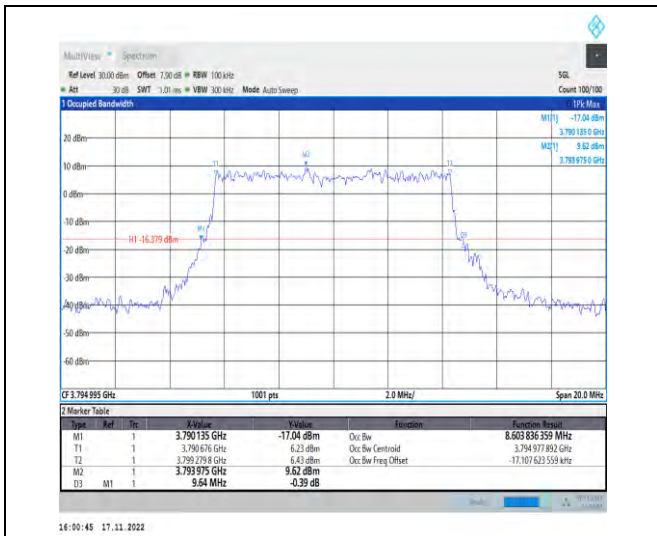 MultiView Spectrum
Ref Level 30.00 dBm Offset 7.90 dB RBW 100 kHz SGL
Att 30 dB SWT 1.01 ms VBW 300 kHz Mode Auto Sweep Count 100/100
1 Occupied Bandwidth 1Pk Max
M1[1] -17.04 dBm
3.790 135 0 GHz
20 dBm
M2[1] 9.62 dBm
3.793 975 0 GHz
10 dBm
M2
T1
0 dBm
-10 dBm
M1
H1 -16.379 dBm
D3
-20 dBm
-30 dBm
-40 dBm
-50 dBm
-60 dBm
CF 3.794 995 GHz 1001 pts 2.0 MHz/ Span 20.0 MHz
2 Marker Table
Type Ref Trc X-Value Y-Value Function Function Result
M1 1 3.790135 GHz -17.04 dBm Occ Bw 8.603 836 359 MHz
T1 1 3.790 676 GHz 6.23 dBm Occ Bw Centroid 3.794 977 892 GHz
T2 1 3.799 279 8 GHz 6.43 dBm Occ Bw Freq Offset -17.107 623 559 kHz
M2 1 3.793975 GHz 9.62 dBm
D3 M1 1 9.64 MHz -0.39 dB
16:00:45 17.11.2022